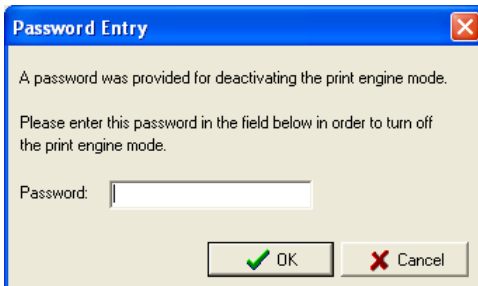 Password Entry
A password was provided for deactivating the print engine mode.
Please enter this password in the field below in order to turn off
the print engine mode.
Password:
OK Cancel